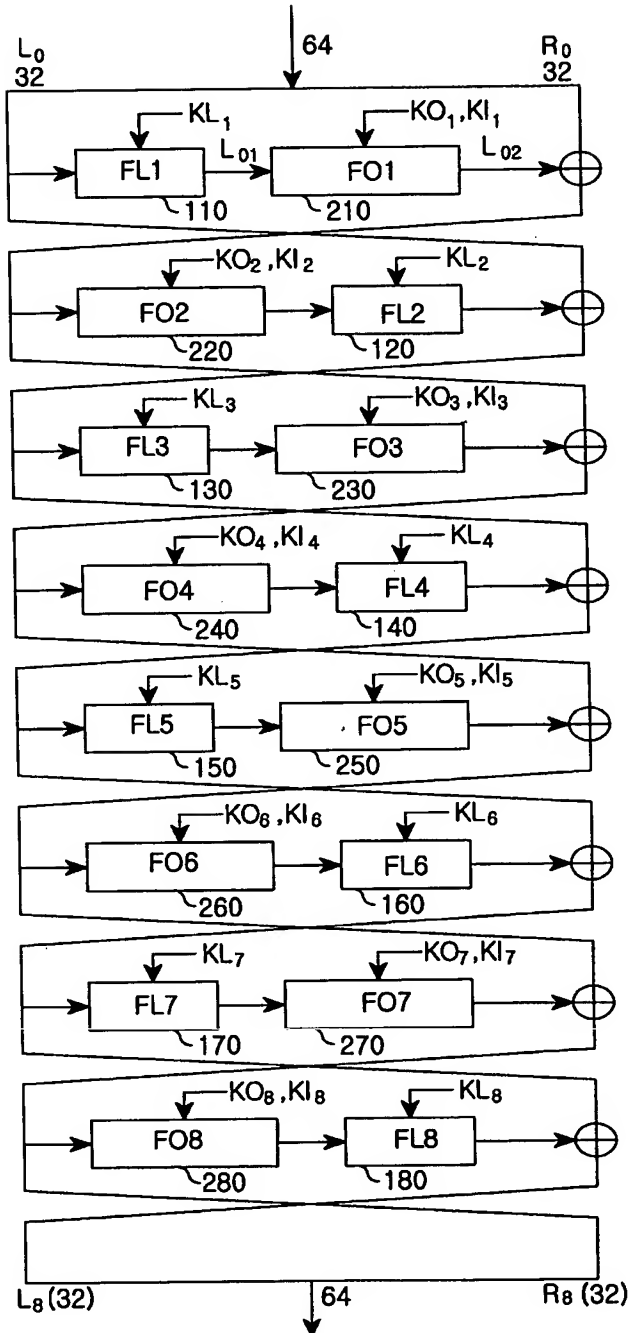 L₀ 64 R₀
32 32
KL₁ KO₁,KI₁
L₀₁ L₀₂
FL1 FO1
110 210
KO₂,KI₂ KL₂
FO2 FL2
220 120
KL₃ KO₃,KI₃
FL3 FO3
130 230
KO₄,KI₄ KL₄
FO4 FL4
240 140
KL₅ KO₅,KI₅
FL5 FO5
150 250
KO₆,KI₆ KL₆
FO6 FL6
260 160
KL₇ KO₇,KI₇
FL7 FO7
170 270
KO₈,KI₈ KL₈
FO8 FL8
280 180
L₈(32) 64 R₈(32)